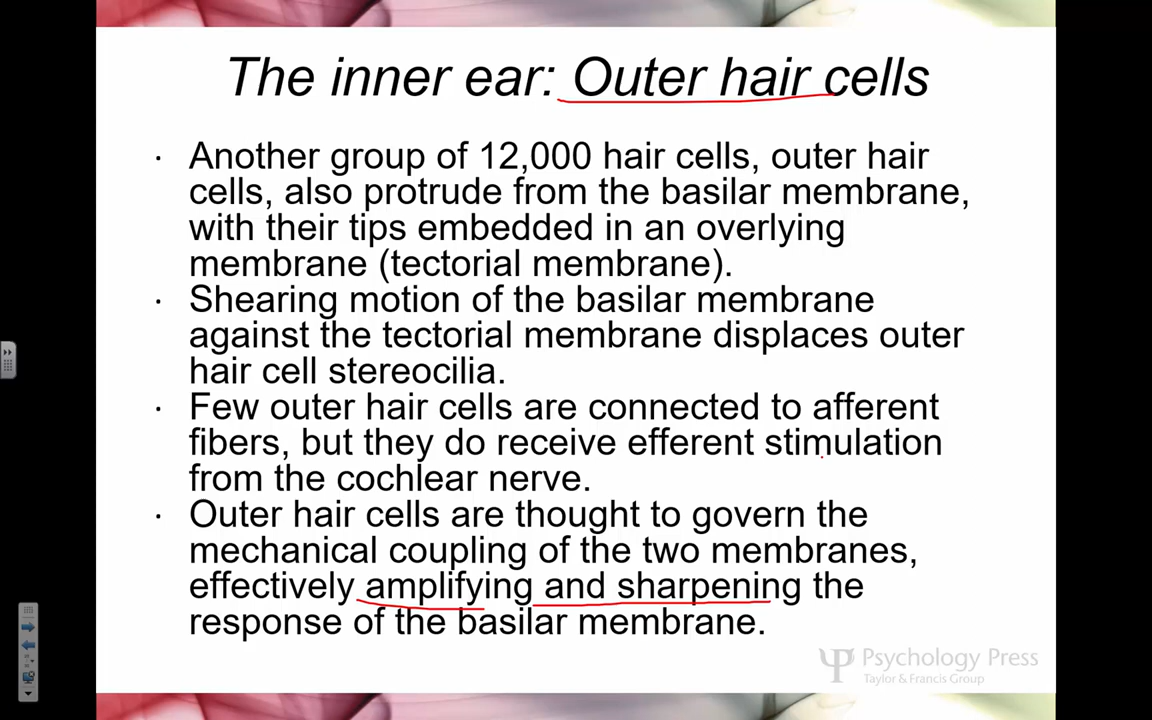 The inner ear: Outer hair cells
· Another group of 12,000 hair cells, outer hair
cells, also protrude from the basilar membrane,
with their tips embedded in an overlying
membrane (tectorial membrane).
· Shearing motion of the basilar membrane
against the tectorial membrane displaces outer
hair cell stereocilia.
· Few outer hair cells are connected to afferent
fibers, but they do receive efferent stimulation
from the cochlear nerve.
· Outer hair cells are thought to govern the
mechanical coupling of the two membranes,
effectively amplifying and sharpening the
response of the basilar membrane.
Psychology Press
Taylor & Francis Group